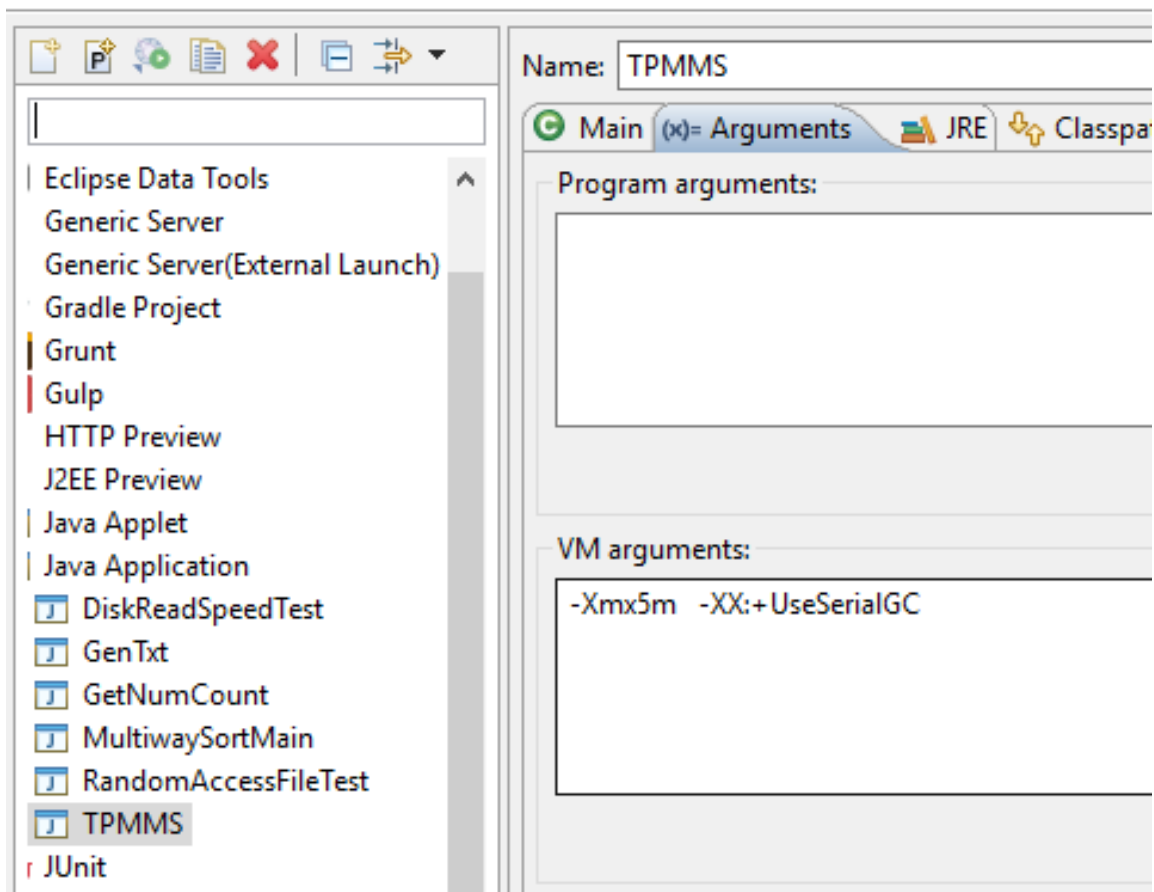 Name: TPMMS
Main (x)= Arguments JRE Classpa
Eclipse Data Tools
Generic Server
Generic Server(External Launch)
Gradle Project
Grunt
Gulp
HTTP Preview
J2EE Preview
Java Applet
Java Application
DiskReadSpeedTest
GenTxt
GetNumCount
MultiwaySortMain
RandomAccessFileTest
TPMMS
JUnit
Program arguments:
VM arguments:
-Xmx5m -XX:+UseSerialGC